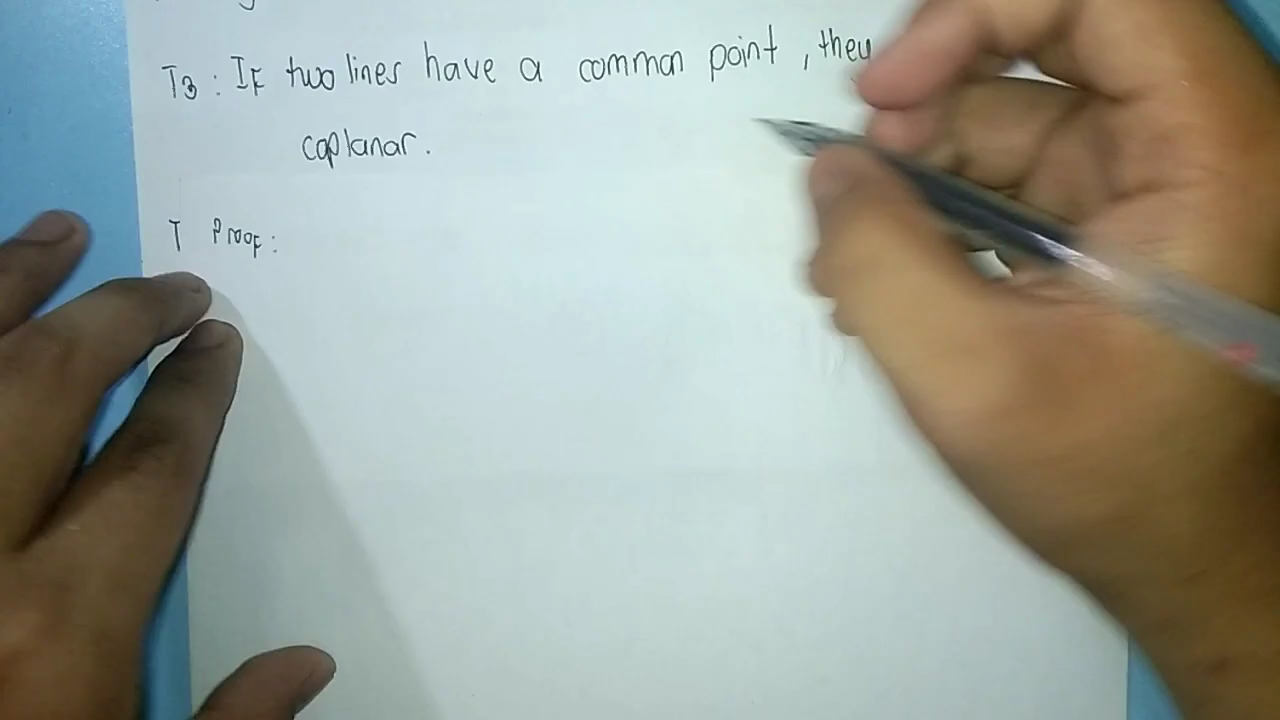 T3 : If two lines have a common point , they
coplanar .
T Proof :